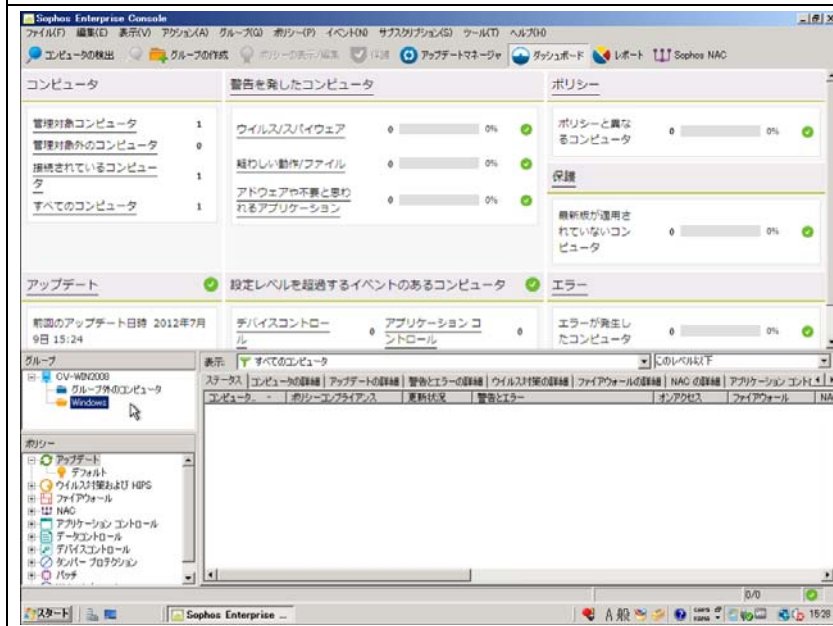 Sophos Enterprise Console
ファイル(F) 編集(E) 表示(V) アクション(A) グループ(G) ポリシー(P) イベント(N) サブスクリプション(S) ツール(T) ヘルプ(H)
コンピュータの検出 グループの作成 ポリシーの表示/編集 保護 アップデートマネージャ ダッシュボード レポート Sophos NAC
コンピュータ
管理対象コンピュータ 1
管理対象外のコンピュータ 0
接続されているコンピュー
タ 1
すべてのコンピュータ 1
警告を発したコンピュータ
ウイルス/スパイウェア 0 0%
疑わしい動作/ファイル 0 0%
アドウェアや不要と思わ
れるアプリケーション 0 0%
ポリシー
ポリシーと異な
るコンピュータ 0 0%
保護
最新版が適用さ
れていないコン
ピュータ 0 0%
アップデート
前回のアップデート日時 2012年7月
9日 15:24
設定レベルを超過するイベントのあるコンピュータ
デバイスコントロー
ル 0
アプリケーション コ
ントロール 0
エラー
エラーが発生し
たコンピュータ 0 0%
グループ
CV-WIN2008
グループ外のコンピュータ
Windows
表示: すべてのコンピュータ このレベル以下
ステータス コンピュータの詳細 アップデートの詳細 警告とエラーの詳細 ウイルス対策の詳細 ファイアウォールの詳細 NAC の詳細 アプリケーション コント
コンピュータ.. ポリシーコンプライアンス 更新状況 警告とエラー オンアクセス ファイアウォール NA
ポリシー
アップデート
デフォルト
ウイルス対策および HIPS
ファイアウォール
NAC
アプリケーション コントロール
データコントロール
デバイスコントロール
タンパー プロテクション
パッチ
0/0
スタート Sophos Enterprise ... A 般 CAPS KANA 15:28